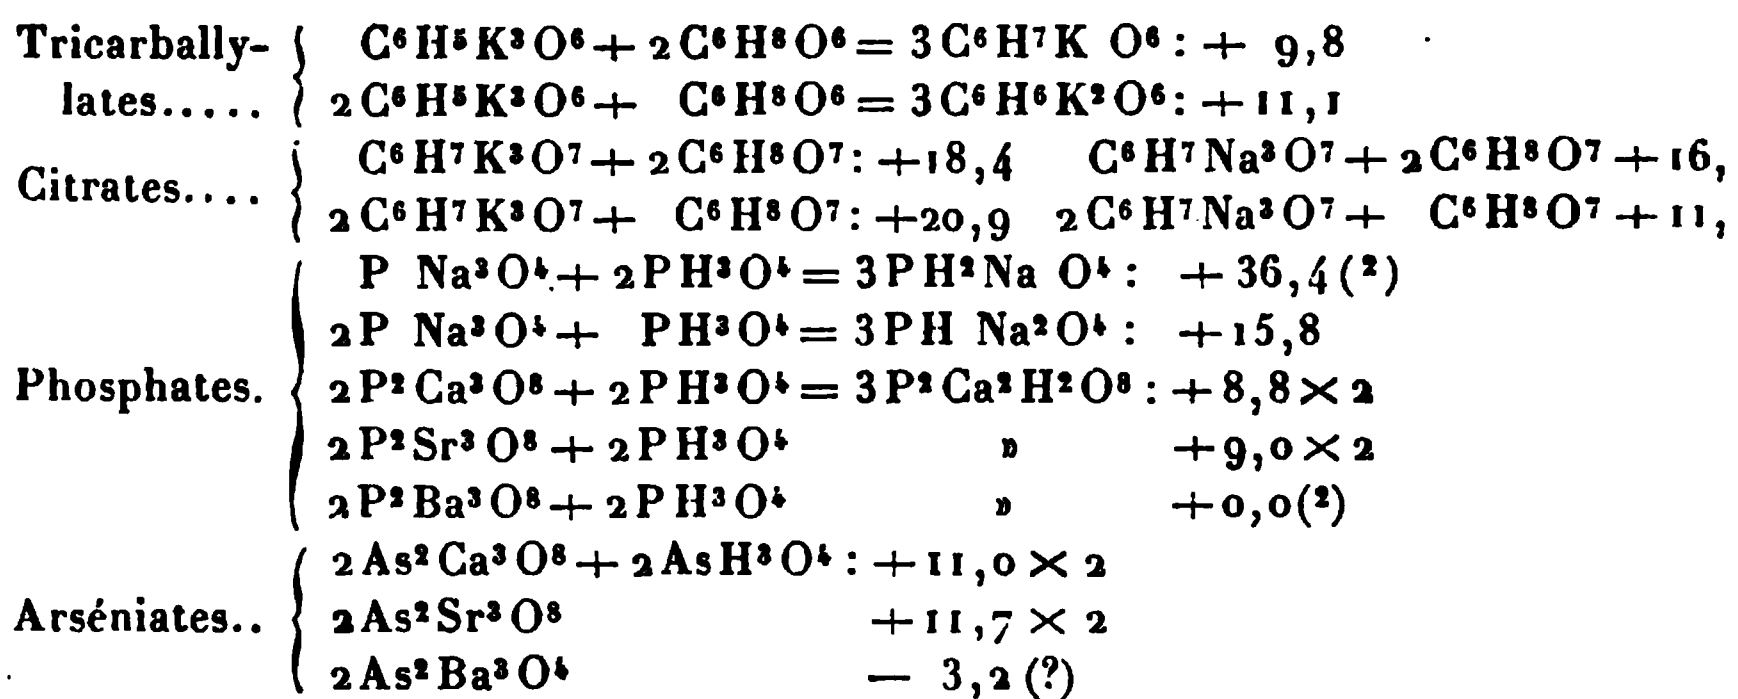 Tricarbally- { C⁶H⁵K³O⁶ + 2C⁶H⁸O⁶ = 3C⁶H⁷K O⁶ : + 9,8
lates..... { 2C⁶H⁵K³O⁶ + C⁶H⁸O⁶ = 3C⁶H⁶K²O⁶ : + 11,1
Citrates.... { C⁶H⁷K³O⁷ + 2C⁶H⁸O⁷ : +18,4 C⁶H⁷Na³O⁷ + 2C⁶H⁸O⁷ + 16,
2C⁶H⁷K³O⁷ + C⁶H⁸O⁷ : +20,9 2C⁶H⁷Na³O⁷ + C⁶H⁸O⁷ + 11,
Phosphates. { P Na³O⁴ + 2PH³O⁴ = 3PH²Na O⁴ : + 36,4(²)
2P Na³O⁴ + PH³O⁴ = 3PH Na²O⁴ : +15,8
2P²Ca³O⁸ + 2PH³O⁴ = 3P²Ca²H²O⁸ : + 8,8 × 2
2P²Sr³O⁸ + 2PH³O⁴ » +9,0 × 2
2P²Ba³O⁸ + 2PH³O⁴ » +0,0(²)
Arséniates.. { 2As²Ca³O⁸ + 2AsH³O⁴ : + 11,0 × 2
2As²Sr³O⁸ + 11,7 × 2
2As²Ba³O⁴ — 3,2 (?)